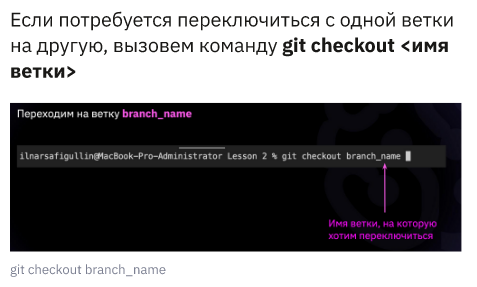 Если потребуется переключиться с одной ветки
на другую, вызовем команду git checkout <имя
ветки>
Переходим на ветку branch_name
ilnarsafigullin@MacBook-Pro-Administrator Lesson 2 % git checkout branch_name
Имя ветки, на которую
хотим переключиться
git checkout branch_name